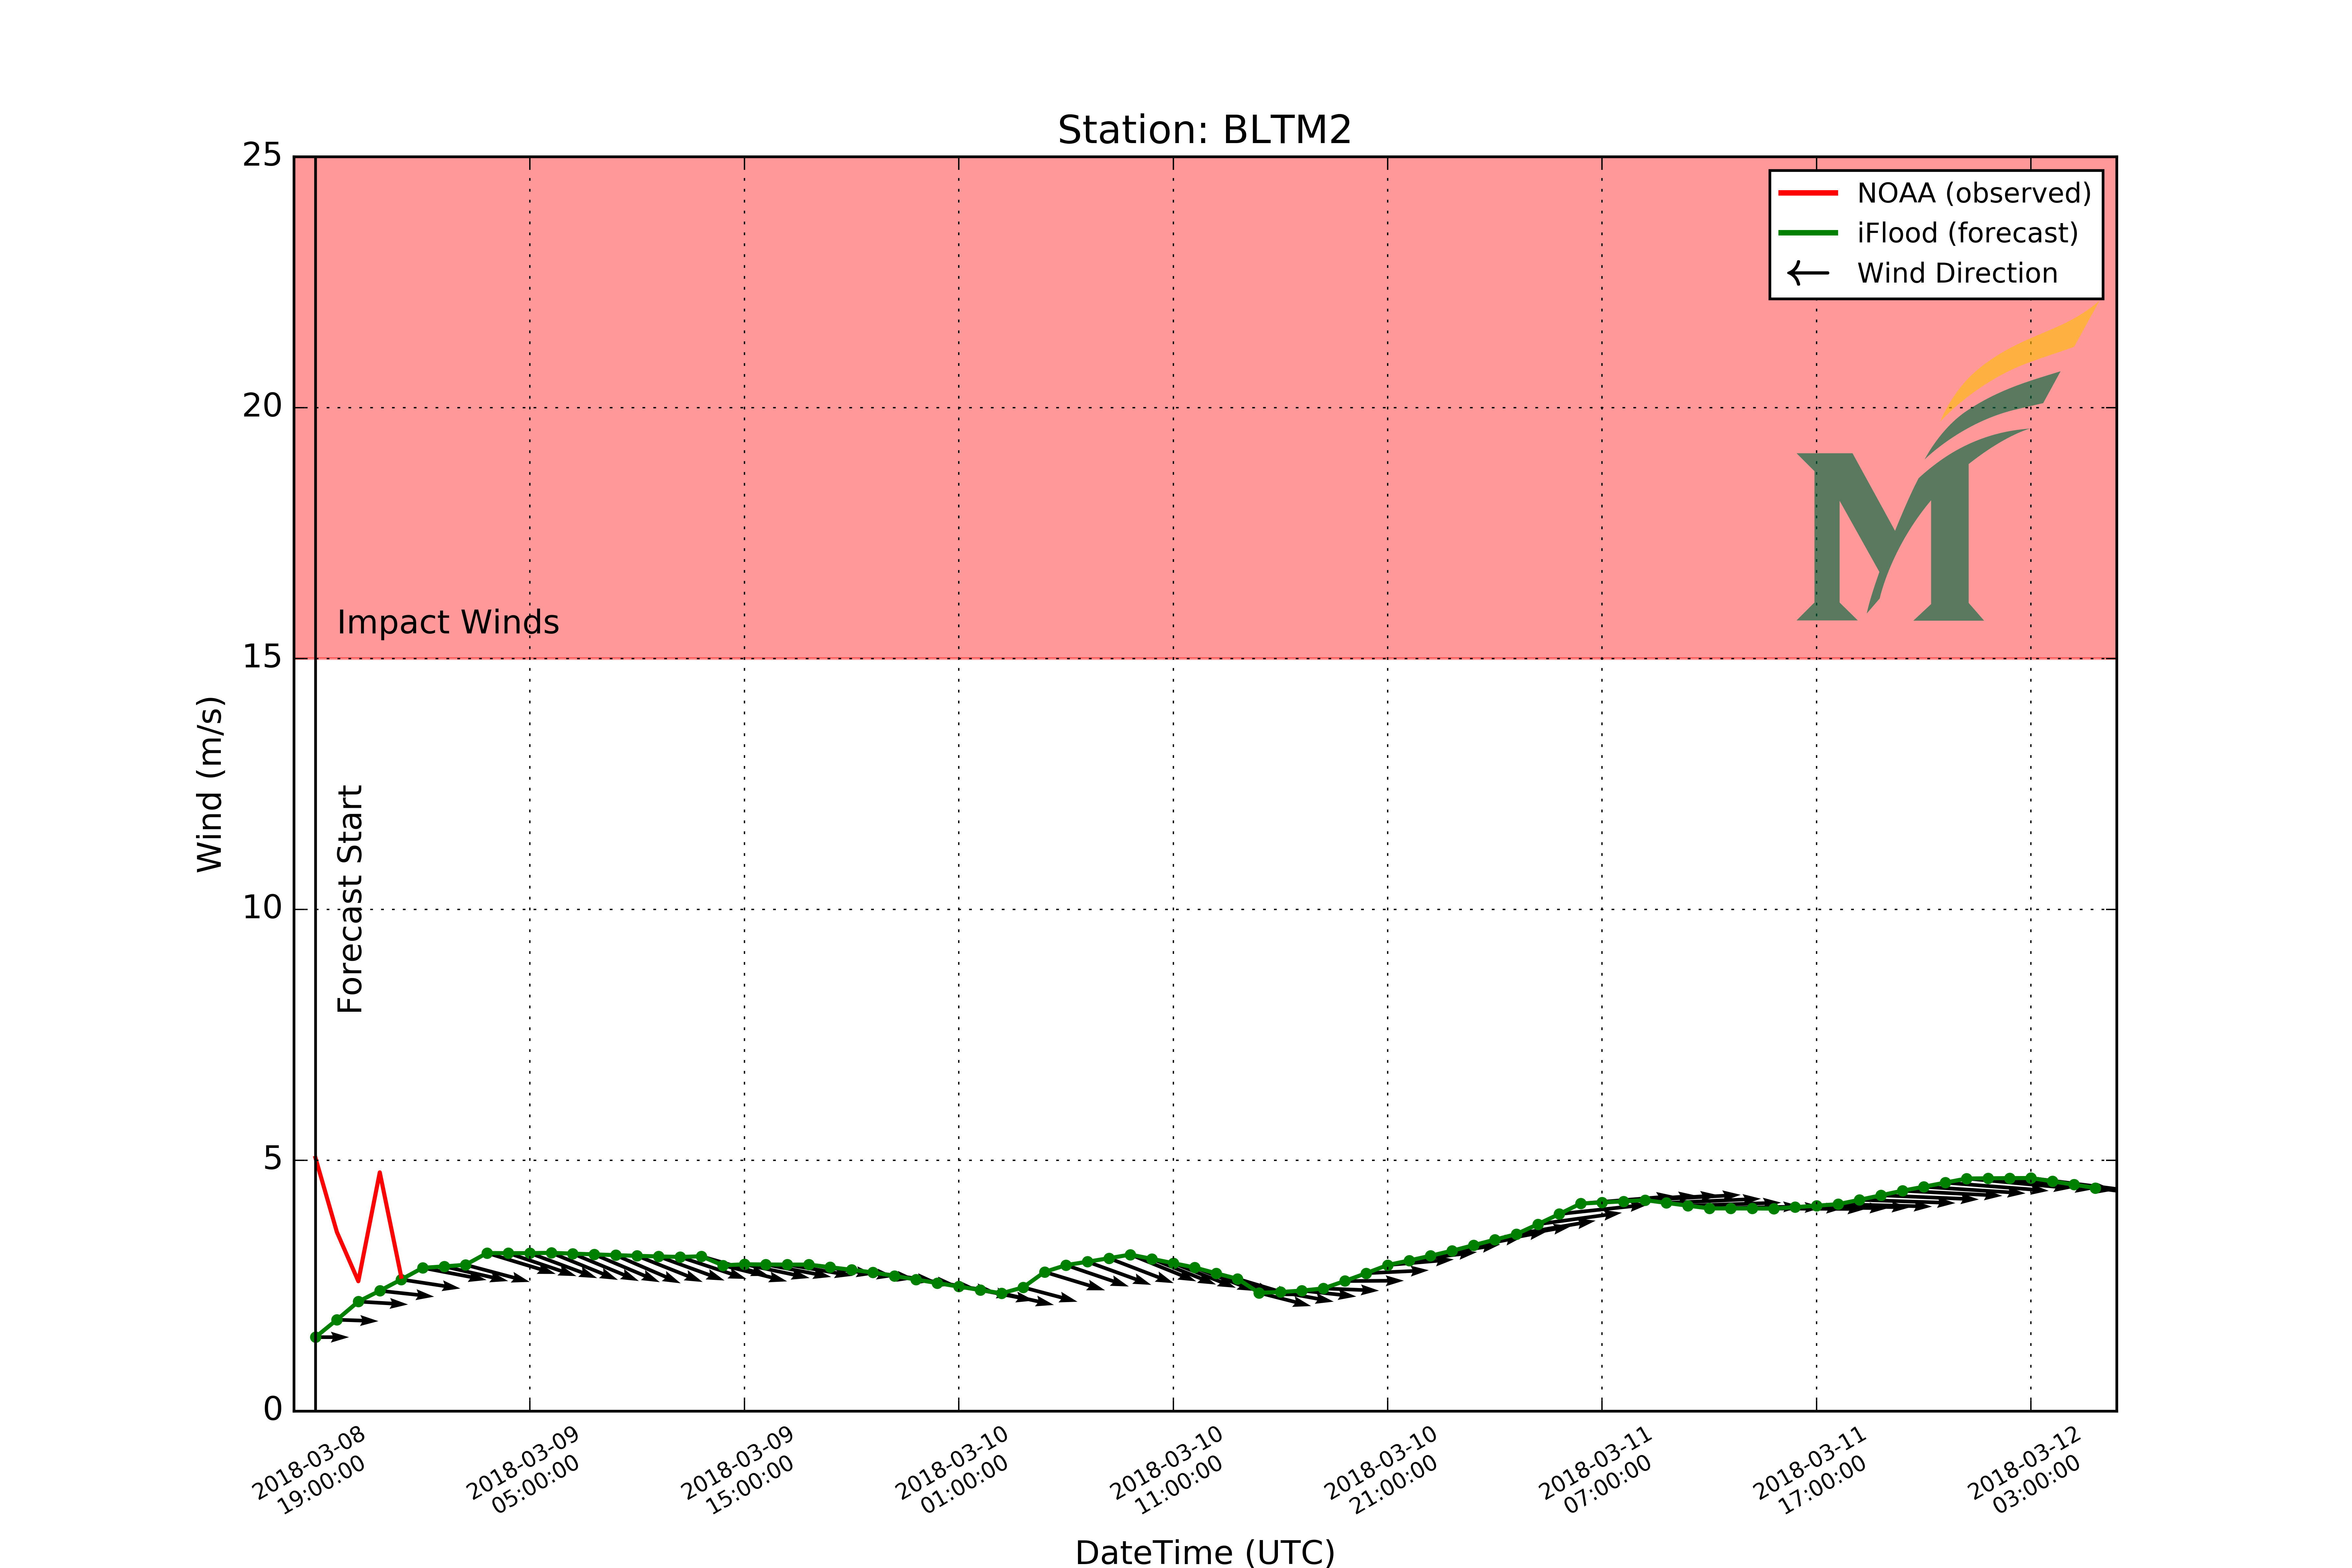 Station: BLTM2
25
20
15
10
5
0
Wind (m/s)
NOAA (observed)
iFlood (forecast)
Wind Direction
M
Impact Winds
Forecast Start
2018-03-08
19:00:00
2018-03-09
05:00:00
2018-03-09
15:00:00
2018-03-10
01:00:00
2018-03-10
11:00:00
2018-03-10
21:00:00
2018-03-11
07:00:00
2018-03-11
17:00:00
2018-03-12
03:00:00
DateTime (UTC)